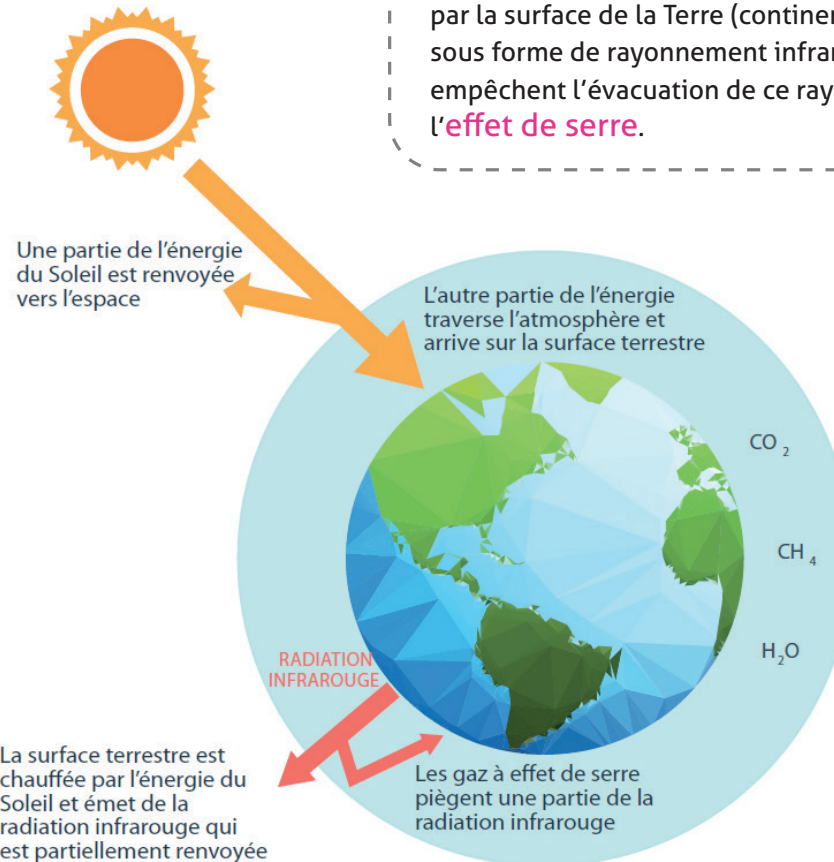 par la surface de la Terre (continen
sous forme de rayonnement infrar
empêchent l'évacuation de ce ray
l'effet de serre.
Une partie de l'énergie
du Soleil est renvoyée
vers l'espace
L'autre partie de l'énergie
traverse l'atmosphère et
arrive sur la surface terrestre
CO₂
CH₄
H₂O
RADIATION
INFRAROUGE
La surface terrestre est
chauffée par l'énergie du
Soleil et émet de la
radiation infrarouge qui
est partiellement renvoyée
Les gaz à effet de serre
piègent une partie de la
radiation infrarouge